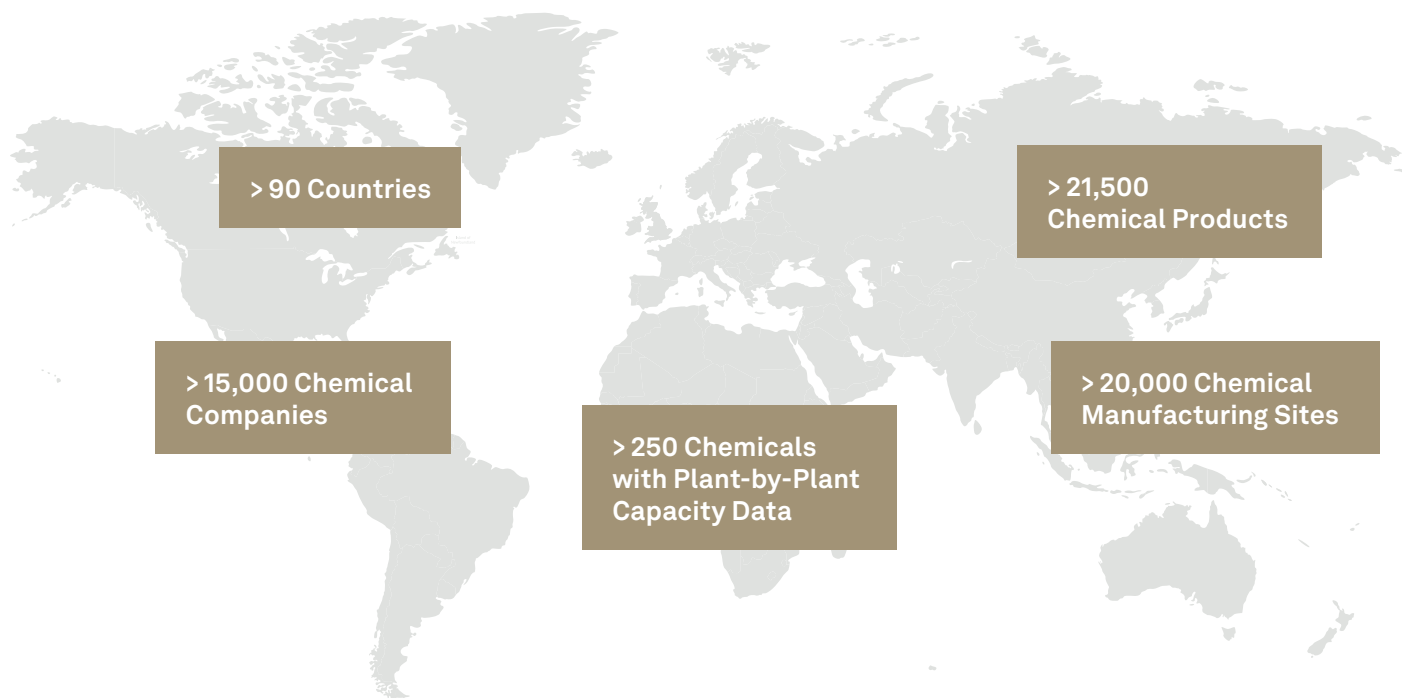 > 90 Countries
> 21,500
Chemical Products
> 15,000 Chemical
Companies
> 20,000 Chemical
Manufacturing Sites
> 250 Chemicals
with Plant-by-Plant
Capacity Data